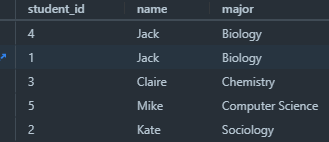 student_id name major
4 Jack Biology
1 Jack Biology
3 Claire Chemistry
5 Mike Computer Science
2 Kate Sociology